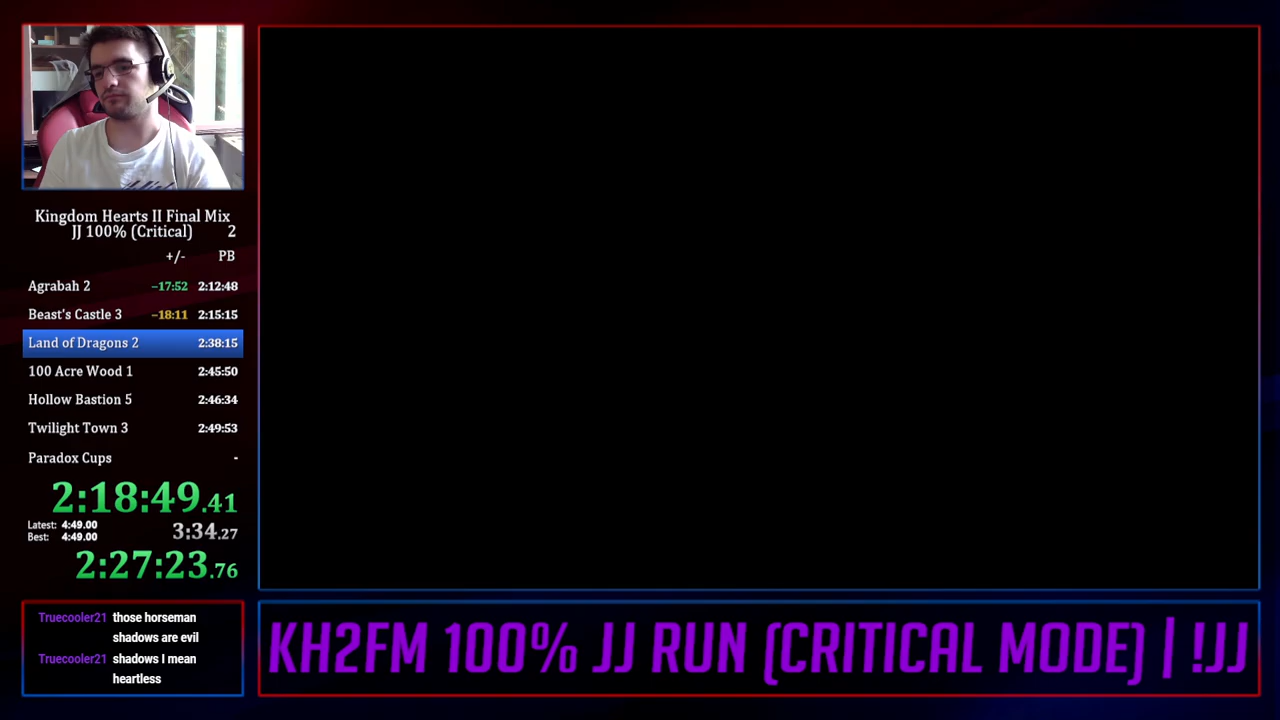 Kingdom Hearts II Final Mix
JJ 100% (Critical) 2
+/- PB
Agrabah 2 −17:52 2:12:48
Beast's Castle 3 −18:11 2:15:15
Land of Dragons 2 2:38:15
100 Acre Wood 1 2:45:50
Hollow Bastion 5 2:46:34
Twilight Town 3 2:49:53
Paradox Cups -
2:18:49.41
Latest: 4:49.00 3:34.27
Best: 4:49.00
2:27:23.76
Truecooler21 those horseman
shadows are evil
Truecooler21 shadows I mean
heartless
KH2FM 100% JJ RUN (CRITICAL MODE) | !JJ